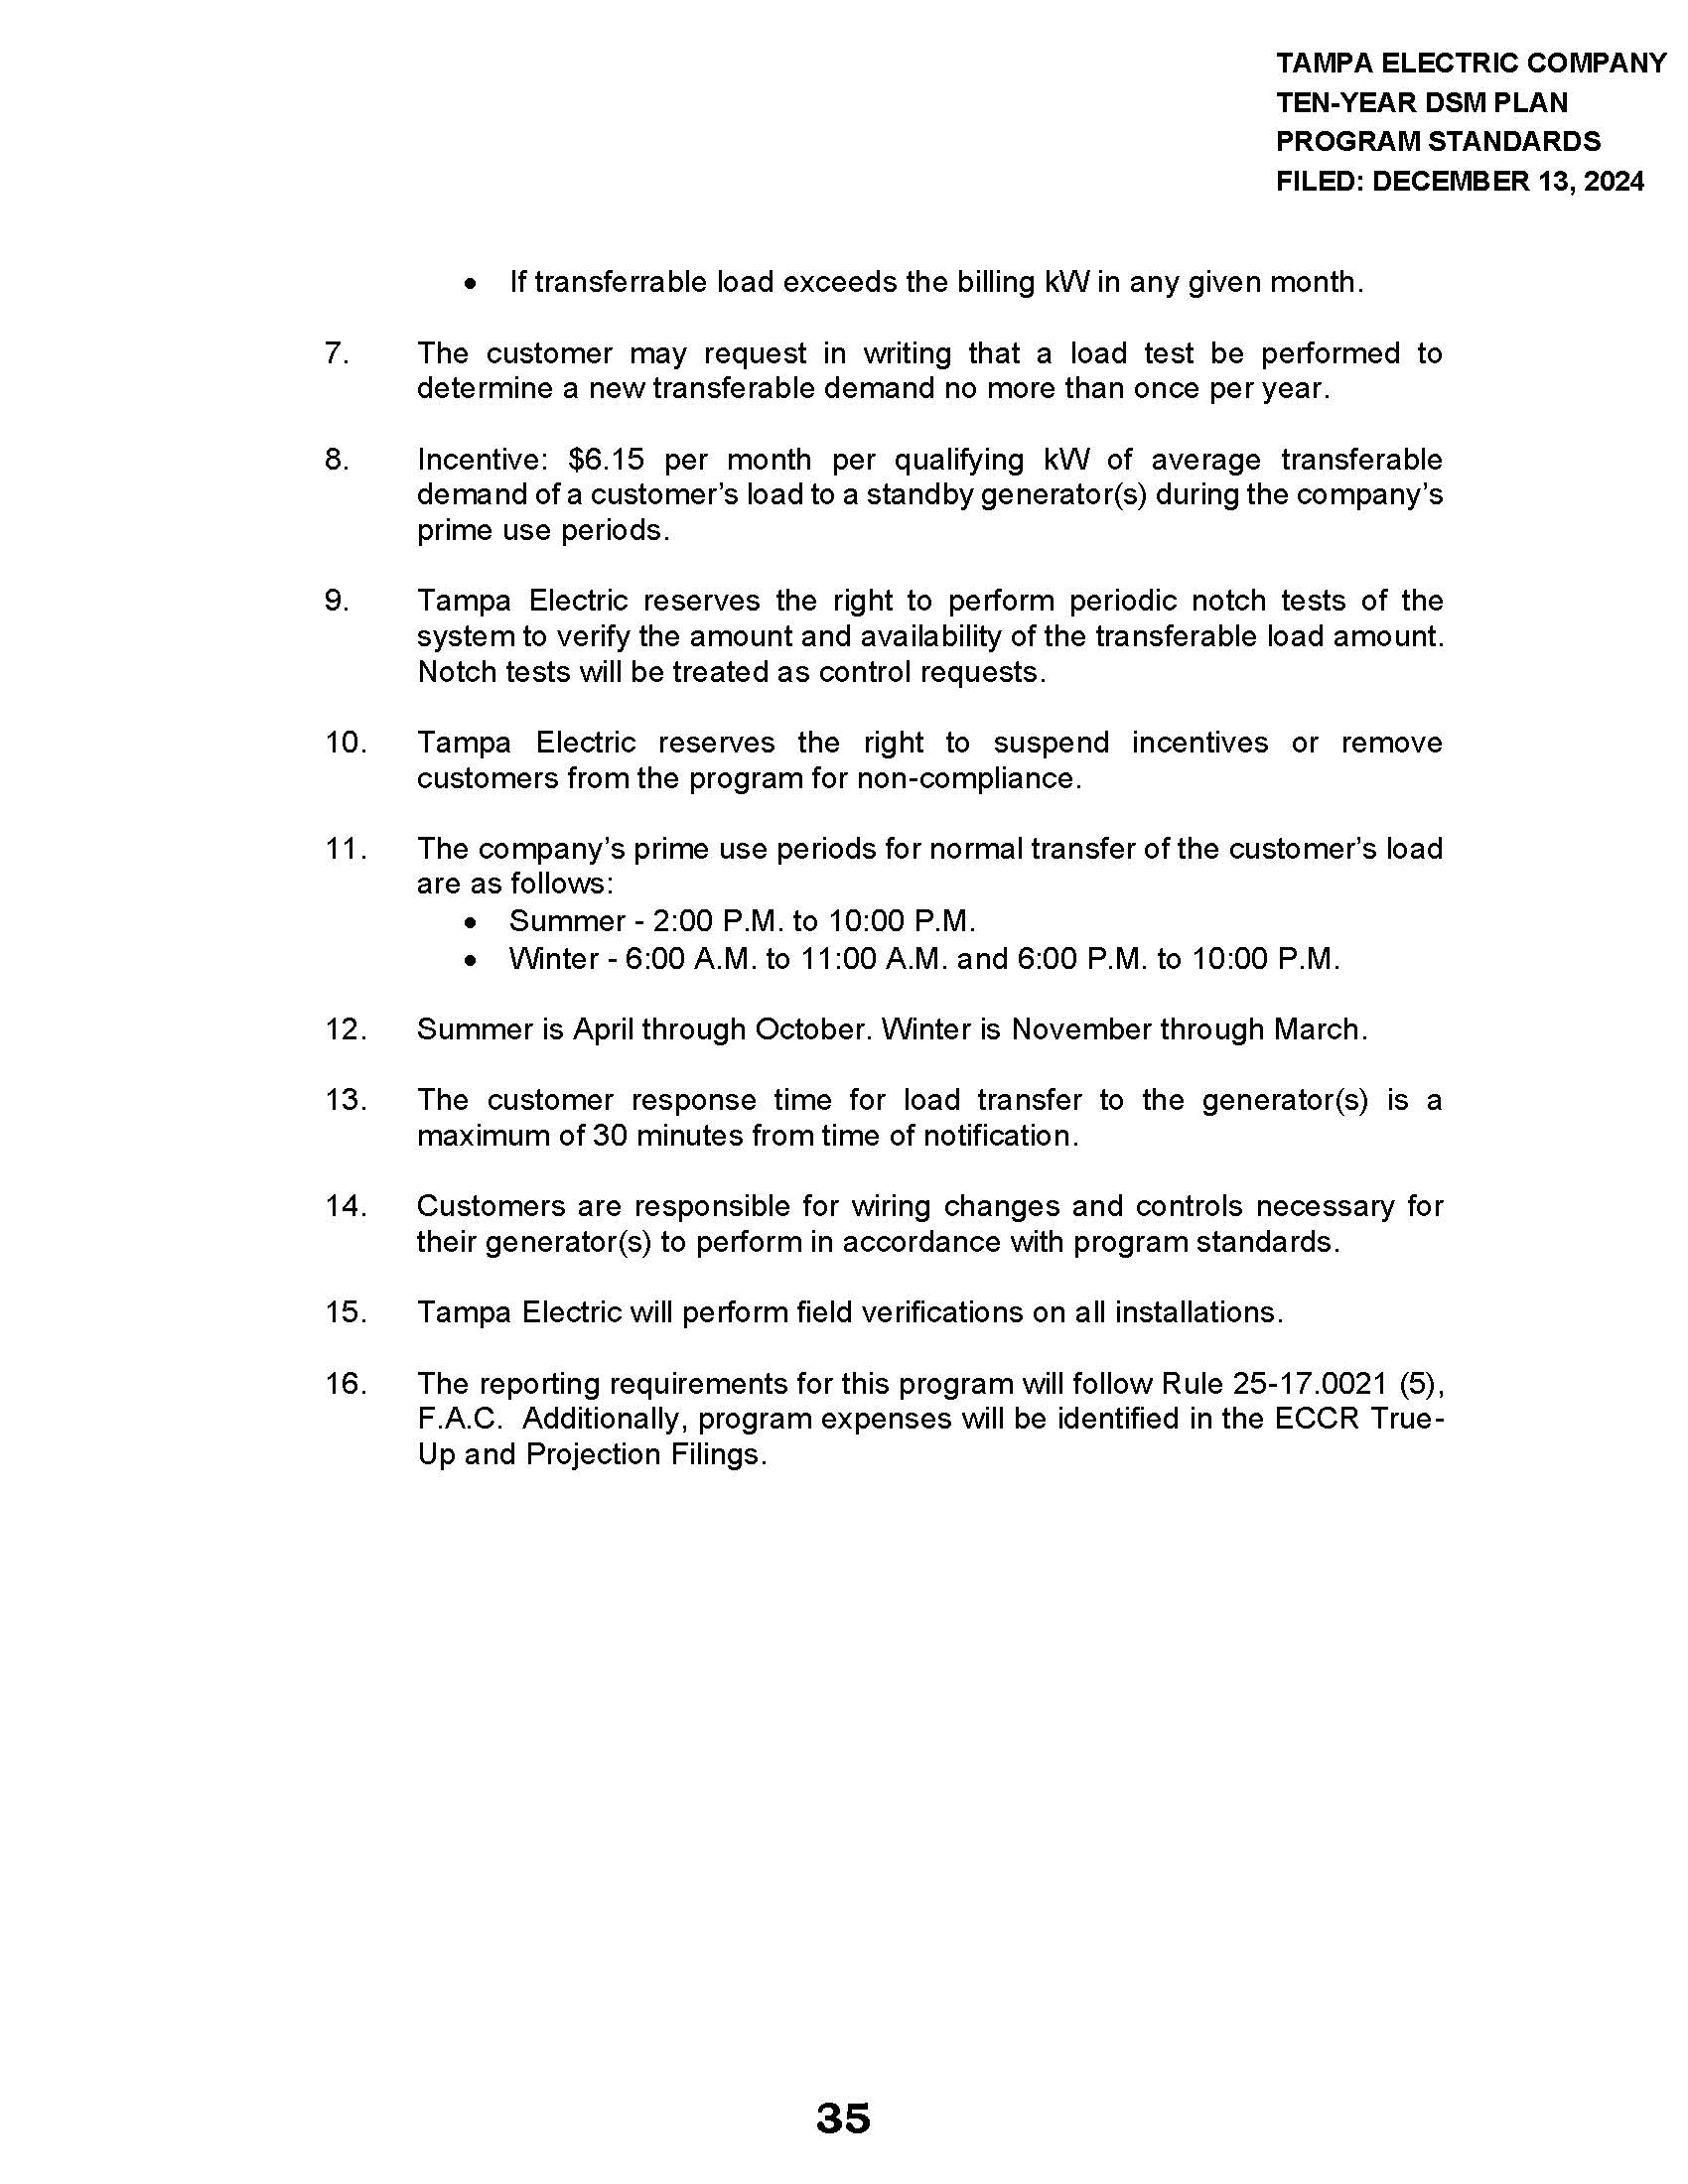 TAMPA ELECTRIC COMPANY
TEN-YEAR DSM PLAN
PROGRAM STANDARDS
FILED: DECEMBER 13, 2024
• If transferrable load exceeds the billing kW in any given month.
7. The customer may request in writing that a load test be performed to
determine a new transferable demand no more than once per year.
8. Incentive: $6.15 per month per qualifying kW of average transferable
demand of a customer’s load to a standby generator(s) during the company’s
prime use periods.
9. Tampa Electric reserves the right to perform periodic notch tests of the
system to verify the amount and availability of the transferable load amount.
Notch tests will be treated as control requests.
10. Tampa Electric reserves the right to suspend incentives or remove
customers from the program for non-compliance.
11. The company’s prime use periods for normal transfer of the customer’s load
are as follows:
• Summer - 2:00 P.M. to 10:00 P.M.
• Winter - 6:00 A.M. to 11:00 A.M. and 6:00 P.M. to 10:00 P.M.
12. Summer is April through October. Winter is November through March.
13. The customer response time for load transfer to the generator(s) is a
maximum of 30 minutes from time of notification.
14. Customers are responsible for wiring changes and controls necessary for
their generator(s) to perform in accordance with program standards.
15. Tampa Electric will perform field verifications on all installations.
16. The reporting requirements for this program will follow Rule 25-17.0021 (5),
F.A.C. Additionally, program expenses will be identified in the ECCR True-
Up and Projection Filings.
35